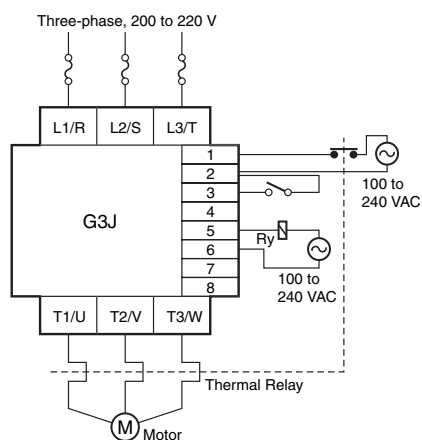 Three-phase, 200 to 220 V
L1/R L2/S L3/T
1
2
3
4
5
6
7
8
G3J
100 to
240 VAC
Ry
100 to
240 VAC
T1/U T2/V T3/W
Thermal Relay
M
Motor